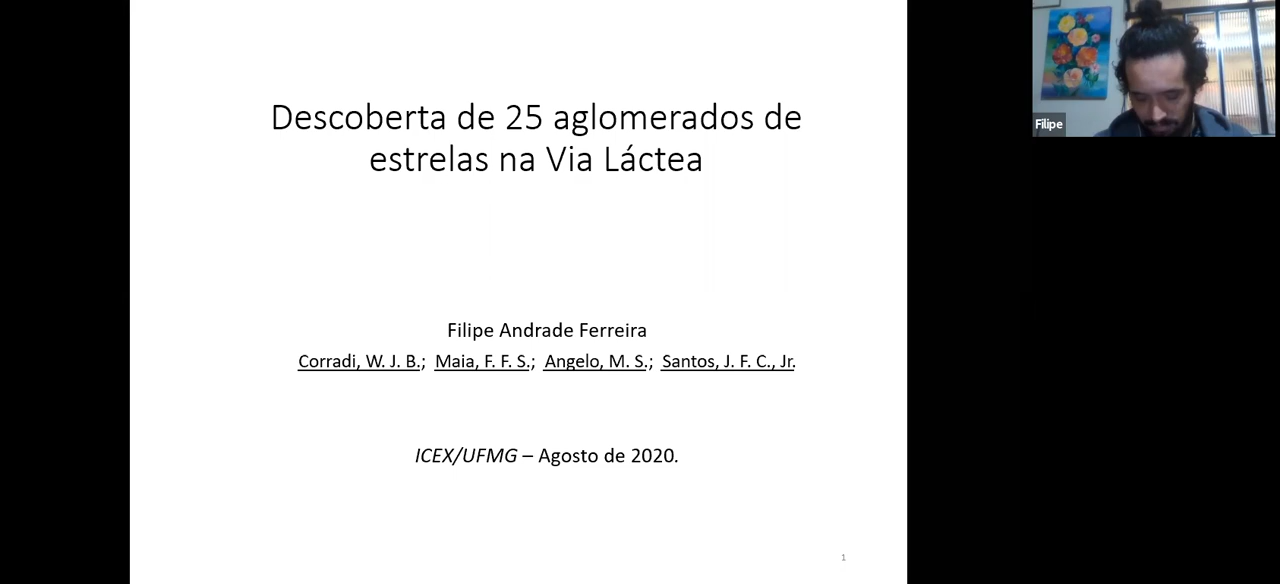 Descoberta de 25 aglomerados de
estrelas na Via Láctea
Filipe Andrade Ferreira
Corradi, W. J. B.; Maia, F. F. S.; Angelo, M. S.; Santos, J. F. C., Jr.
ICEX/UFMG – Agosto de 2020.
1
Filipe